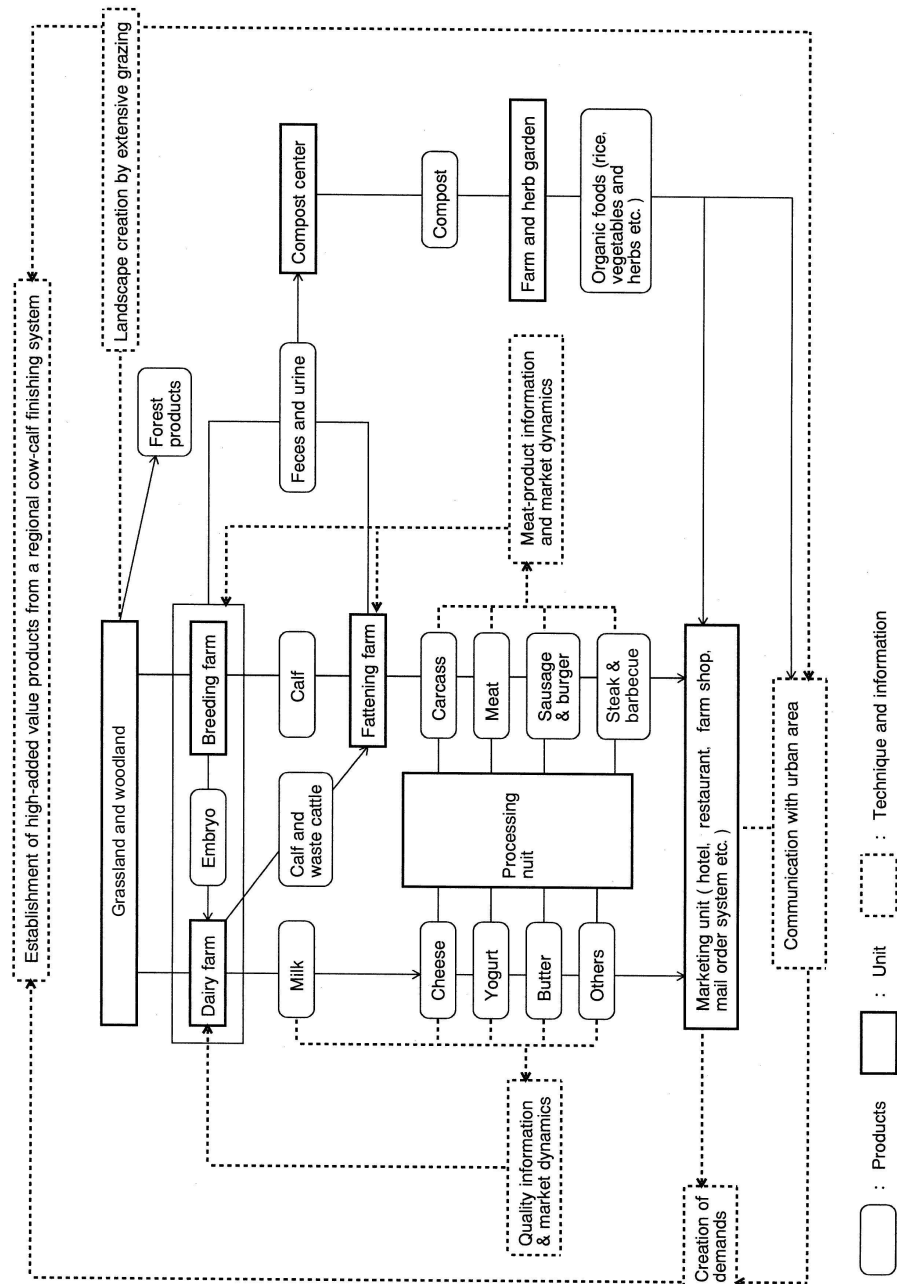 Establishment of high-added value products from a regional cow-calf finishing system
Landscape creation by extensive grazing
Grassland and woodland
Forest
products
Dairy farm
Embryo
Breeding farm
Milk
Calf and
waste cattle
Calf
Feces and urine
Compost center
Fattening farm
Compost
Quality information
& market dynamics
Cheese
Yogurt
Butter
Others
Processing
nuit
Carcass
Meat
Sausage
& burger
Steak &
barbecue
Meat-product information
and market dynamics
Farm and herb garden
Organic foods (rice,
vegetables and
herbs etc. )
Creation of
demands
Marketing unit ( hotel, restaurant, farm shop,
mail order system etc. )
Communication with urban area
: Products
: Unit
: Technique and information